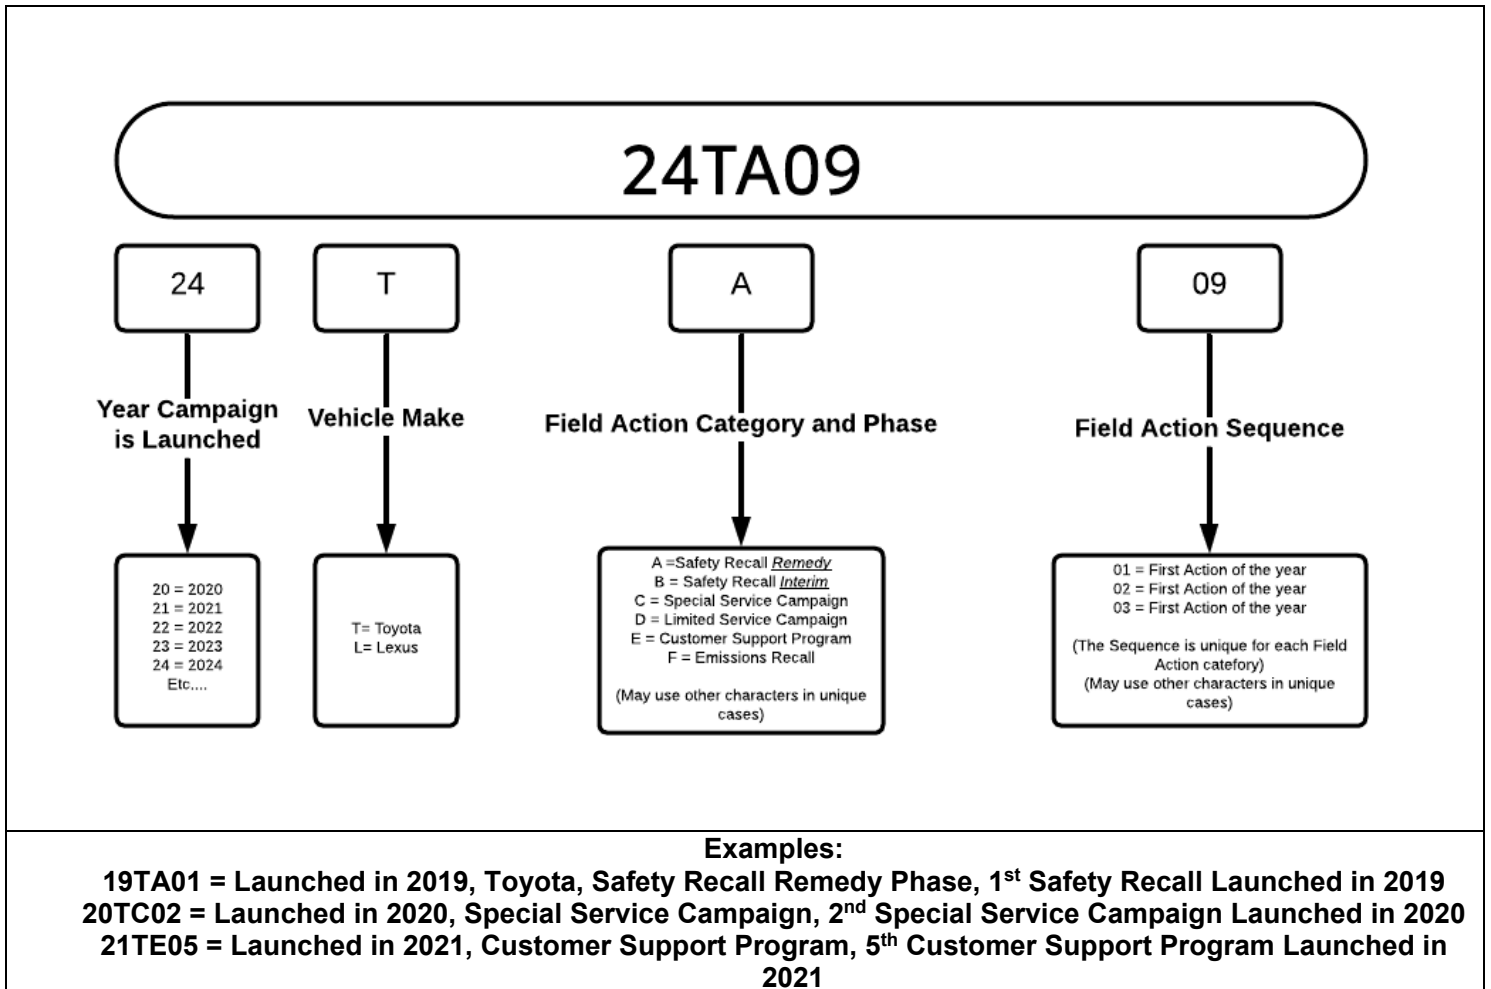 24TA09
24
T
A
09
Year Campaign
is Launched
Vehicle Make
Field Action Category and Phase
Field Action Sequence
20 = 2020
21 = 2021
22 = 2022
23 = 2023
24 = 2024
Etc....
T= Toyota
L= Lexus
A =Safety Recall Remedy
B = Safety Recall Interim
C = Special Service Campaign
D = Limited Service Campaign
E = Customer Support Program
F = Emissions Recall
(May use other characters in unique
cases)
01 = First Action of the year
02 = First Action of the year
03 = First Action of the year
(The Sequence is unique for each Field
Action catefory)
(May use other characters in unique
cases)
Examples:
19TA01 = Launched in 2019, Toyota, Safety Recall Remedy Phase, 1st Safety Recall Launched in 2019
20TC02 = Launched in 2020, Special Service Campaign, 2nd Special Service Campaign Launched in 2020
21TE05 = Launched in 2021, Customer Support Program, 5th Customer Support Program Launched in
2021